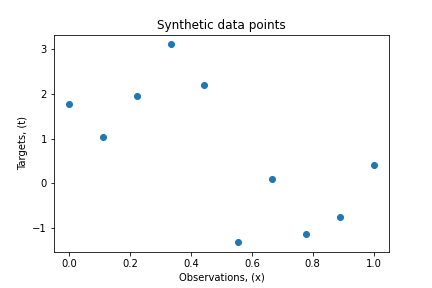 Synthetic data points
Targets, (t)
3
2
1
0
−1
0.0 0.2 0.4 0.6 0.8 1.0
Observations, (x)